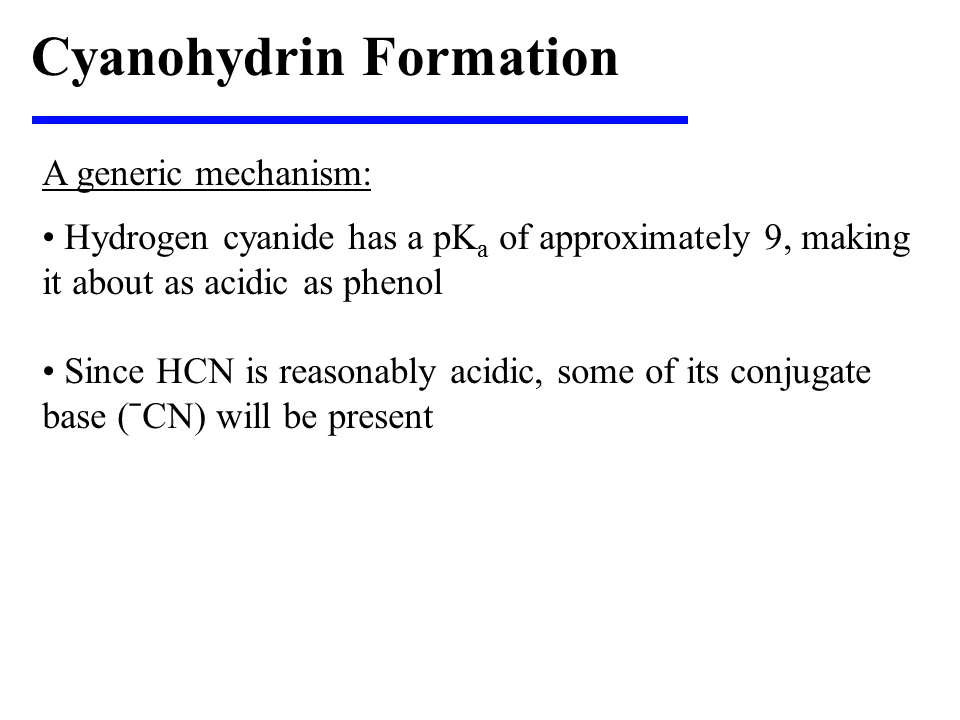 Cyanohydrin Formation
A generic mechanism:
• Hydrogen cyanide has a pKa of approximately 9, making
it about as acidic as phenol
• Since HCN is reasonably acidic, some of its conjugate
base (¯CN) will be present